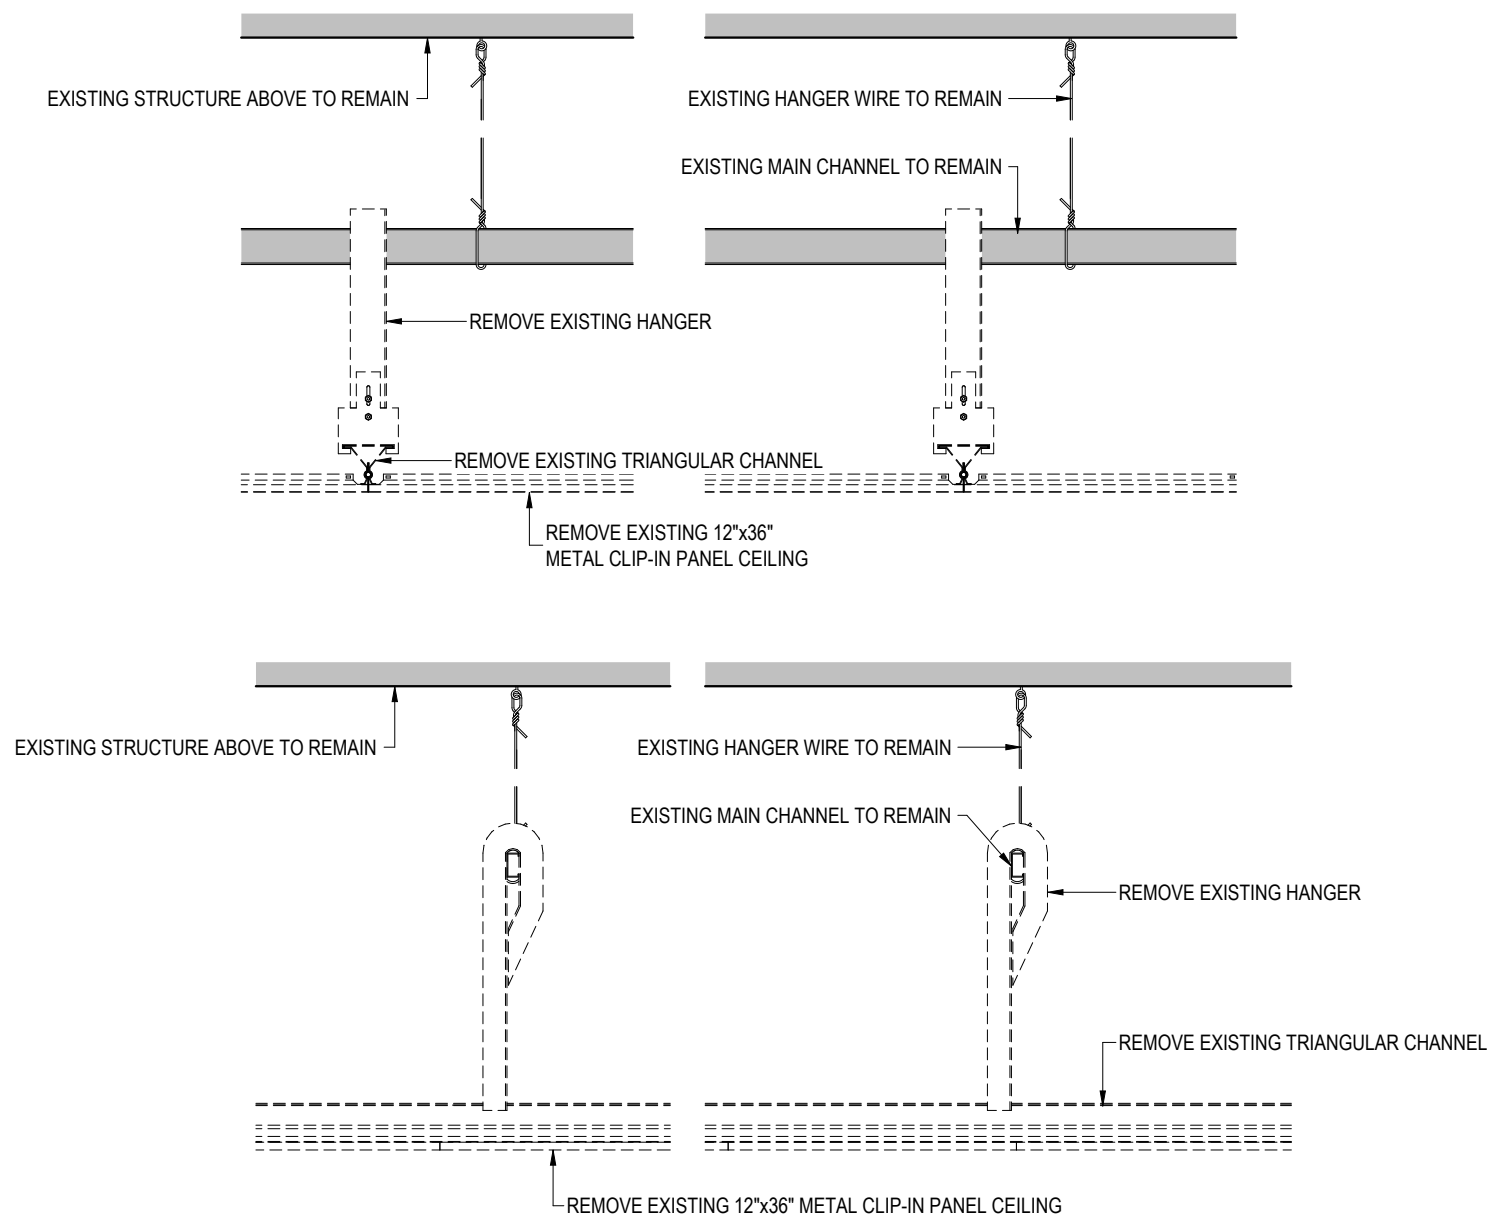 EXISTING STRUCTURE ABOVE TO REMAIN
EXISTING HANGER WIRE TO REMAIN
EXISTING MAIN CHANNEL TO REMAIN
REMOVE EXISTING HANGER
REMOVE EXISTING TRIANGULAR CHANNEL
REMOVE EXISTING 12"x36"
METAL CLIP-IN PANEL CEILING
EXISTING STRUCTURE ABOVE TO REMAIN
EXISTING HANGER WIRE TO REMAIN
EXISTING MAIN CHANNEL TO REMAIN
REMOVE EXISTING HANGER
REMOVE EXISTING TRIANGULAR CHANNEL
REMOVE EXISTING 12"x36" METAL CLIP-IN PANEL CEILING